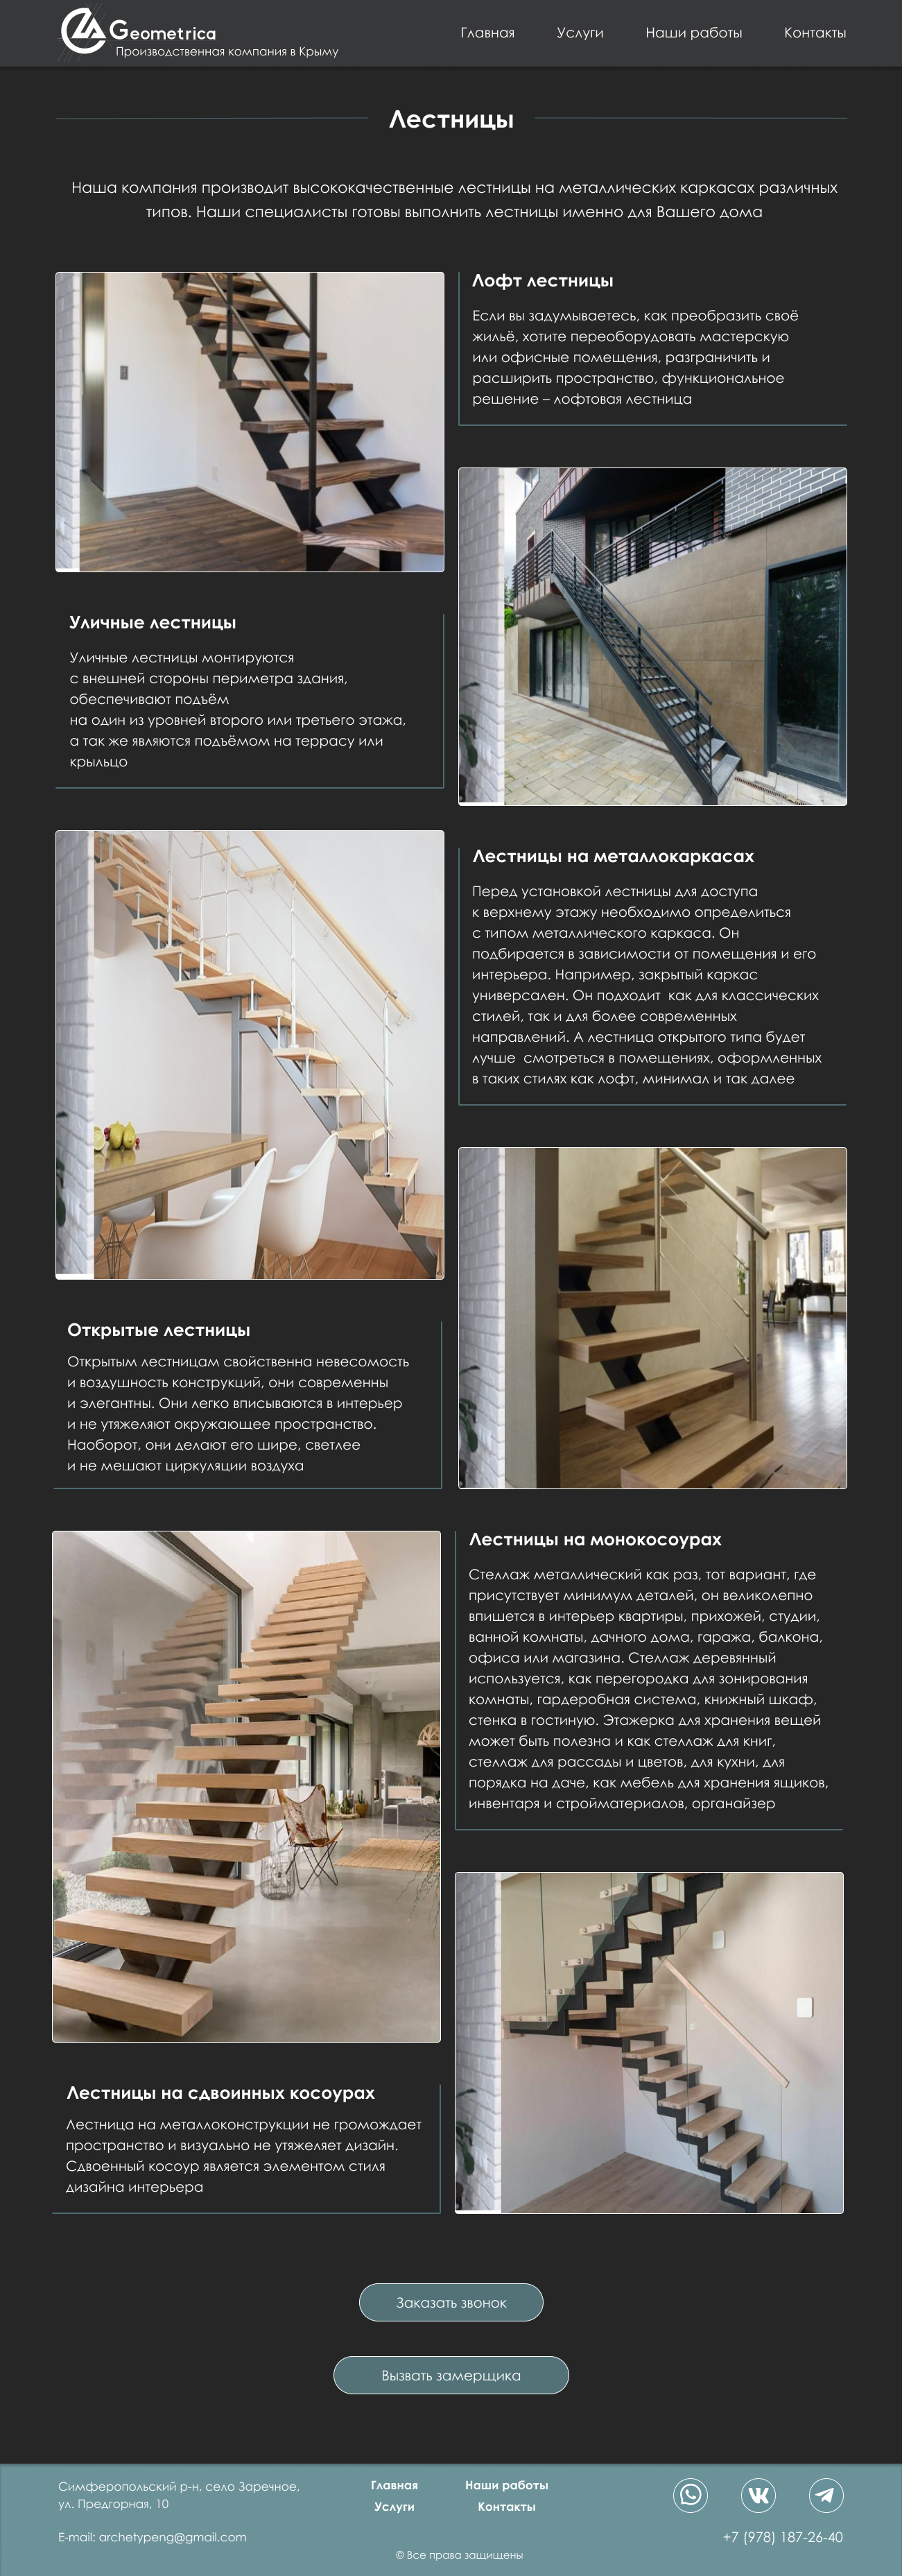 Geometrica
Производственная компания в Крыму
Главная
Услуги
Наши работы
Контакты
Лестницы
Наша компания производит высококачественные лестницы на металлических каркасах различных
типов. Наши специалисты готовы выполнить лестницы именно для Вашего дома
Лофт лестницы
Если вы задумываетесь, как преобразить своё
жильё, хотите переоборудовать мастерскую
или офисные помещения, разграничить и
расширить пространство, функциональное
решение – лофтовая лестница
Уличные лестницы
Уличные лестницы монтируются
с внешней стороны периметра здания,
обеспечивают подъём
на один из уровней второго или третьего этажа,
а так же являются подъёмом на террасу или
крыльцо
Лестницы на металлокаркасах
Перед установкой лестницы для доступа
к верхнему этажу необходимо определиться
с типом металлического каркаса. Он
подбирается в зависимости от помещения и его
интерьера. Например, закрытый каркас
универсален. Он подходит  как для классических
стилей, так и для более современных
направлений. А лестница открытого типа будет
лучше  смотреться в помещениях, оформленных
в таких стилях как лофт, минимал и так далее
Открытые лестницы
Открытым лестницам свойственна невесомость
и воздушность конструкций, они современны
и элегантны. Они легко вписываются в интерьер
и не утяжеляют окружающее пространство.
Наоборот, они делают его шире, светлее
и не мешают циркуляции воздуха
Лестницы на монокосоурах
Стеллаж металлический как раз, тот вариант, где
присутствует минимум деталей, он великолепно
впишется в интерьер квартиры, прихожей, студии,
ванной комнаты, дачного дома, гаража, балкона,
офиса или магазина. Стеллаж деревянный
используется, как перегородка для зонирования
комнаты, гардеробная система, книжный шкаф,
стенка в гостиную. Этажерка для хранения вещей
может быть полезна и как стеллаж для книг,
стеллаж для рассады и цветов, для кухни, для
порядка на даче, как мебель для хранения ящиков,
инвентаря и стройматериалов, органайзер
Лестницы на сдвоинных косоурах
Лестница на металлоконструкции не громождает
пространство и визуально не утяжеляет дизайн.
Сдвоенный косоур является элементом стиля
дизайна интерьера
Заказать звонок
Вызвать замерщика
Симферопольский р-н, село Заречное,
ул. Предгорная, 10
E-mail: archetypeng@gmail.com
Главная
Наши работы
Услуги
Контакты
+7 (978) 187-26-40
© Все права защищены